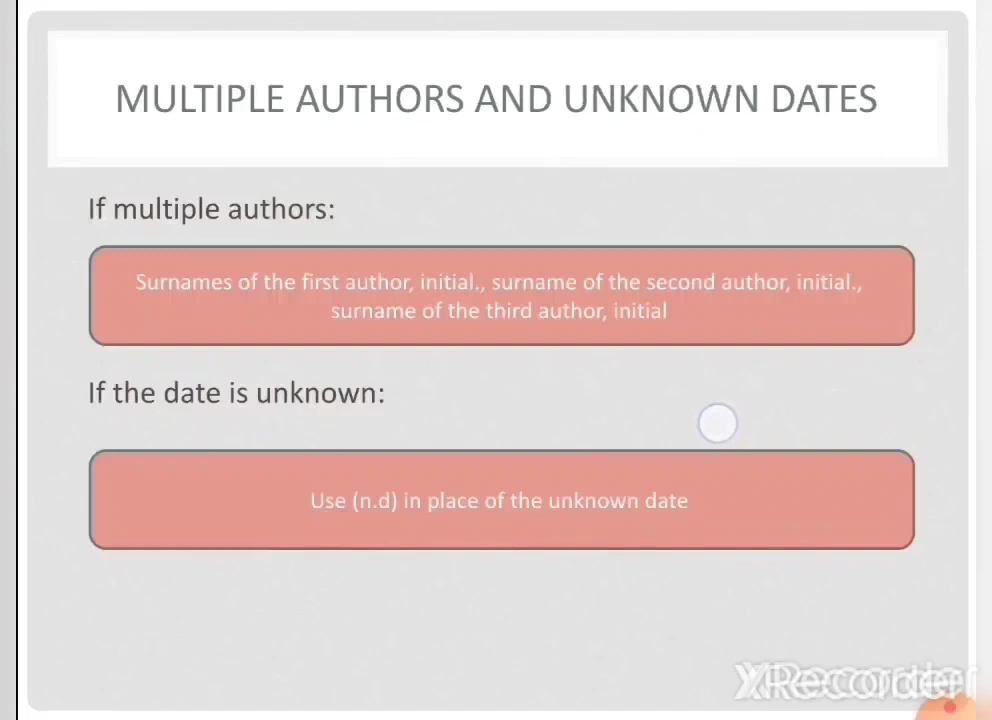 MULTIPLE AUTHORS AND UNKNOWN DATES
If multiple authors:
Surnames of the first author, initial., surname of the second author, initial.,
surname of the third author, initial
If the date is unknown:
Use (n.d) in place of the unknown date
XRecorder